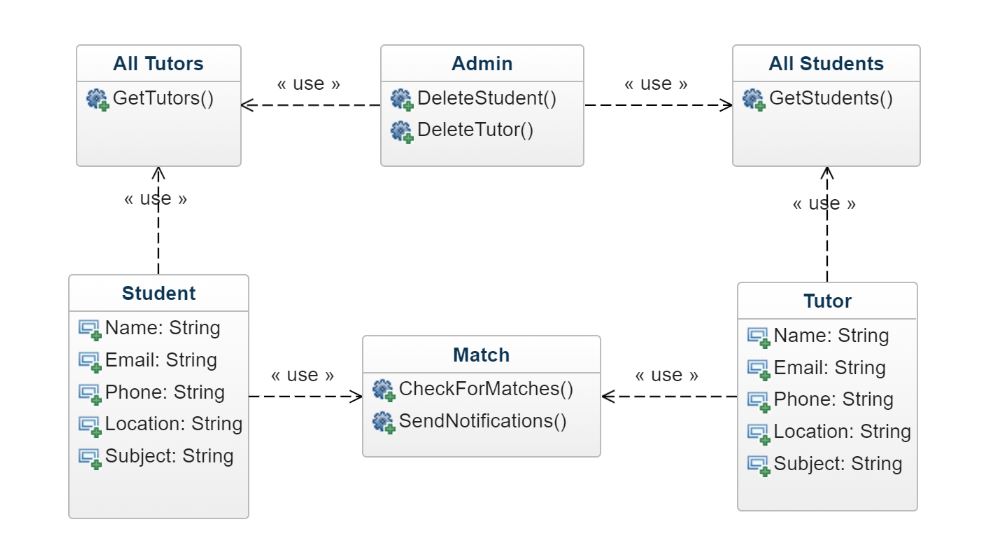 All Tutors
GetTutors()
« use »
Admin
DeleteStudent()
DeleteTutor()
« use »
All Students
GetStudents()
« use »
« use »
Student
Name: String
Email: String
Phone: String
Location: String
Subject: String
« use »
Match
CheckForMatches()
SendNotifications()
« use »
Tutor
Name: String
Email: String
Phone: String
Location: String
Subject: String